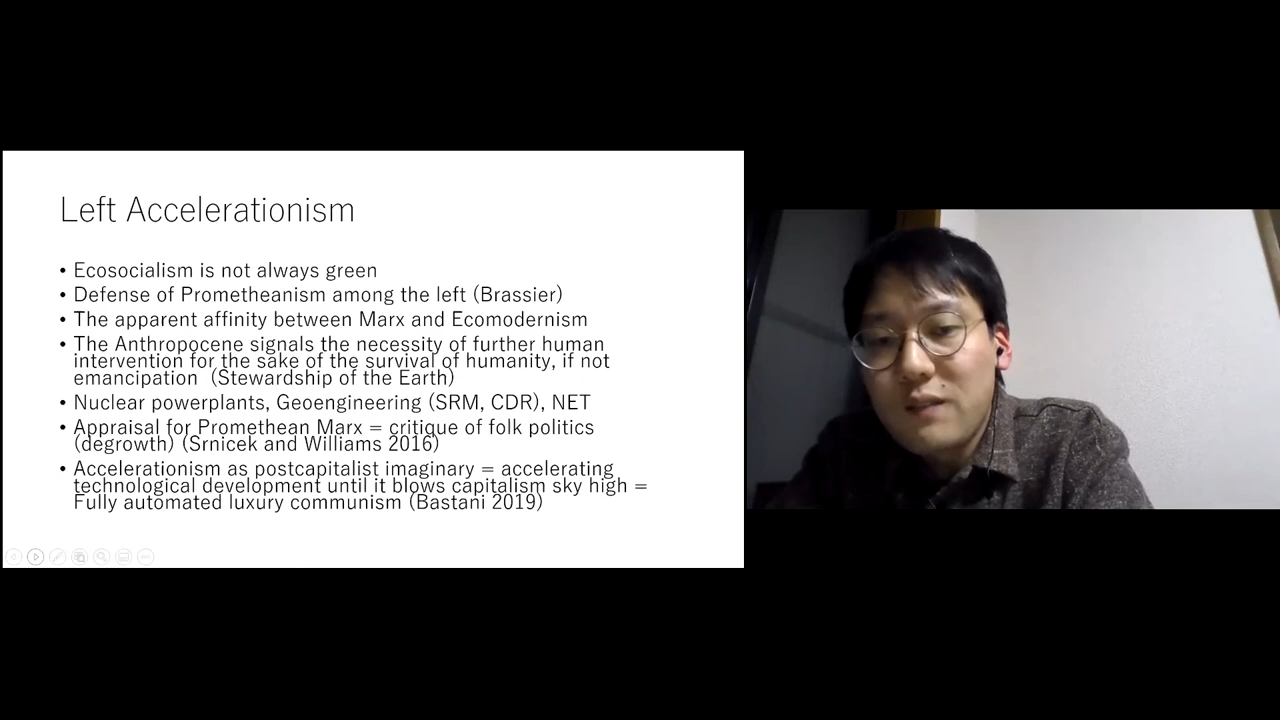 Left Accelerationism
• Ecosocialism is not always green
• Defense of Prometheanism among the left (Brassier)
• The apparent affinity between Marx and Ecomodernism
• The Anthropocene signals the necessity of further human
intervention for the sake of the survival of humanity, if not
emancipation (Stewardship of the Earth)
• Nuclear powerplants, Geoengineering (SRM, CDR), NET
• Appraisal for Promethean Marx = critique of folk politics
(degrowth) (Srnicek and Williams 2016)
• Accelerationism as postcapitalist imaginary = accelerating
technological development until it blows capitalism sky high =
Fully automated luxury communism (Bastani 2019)